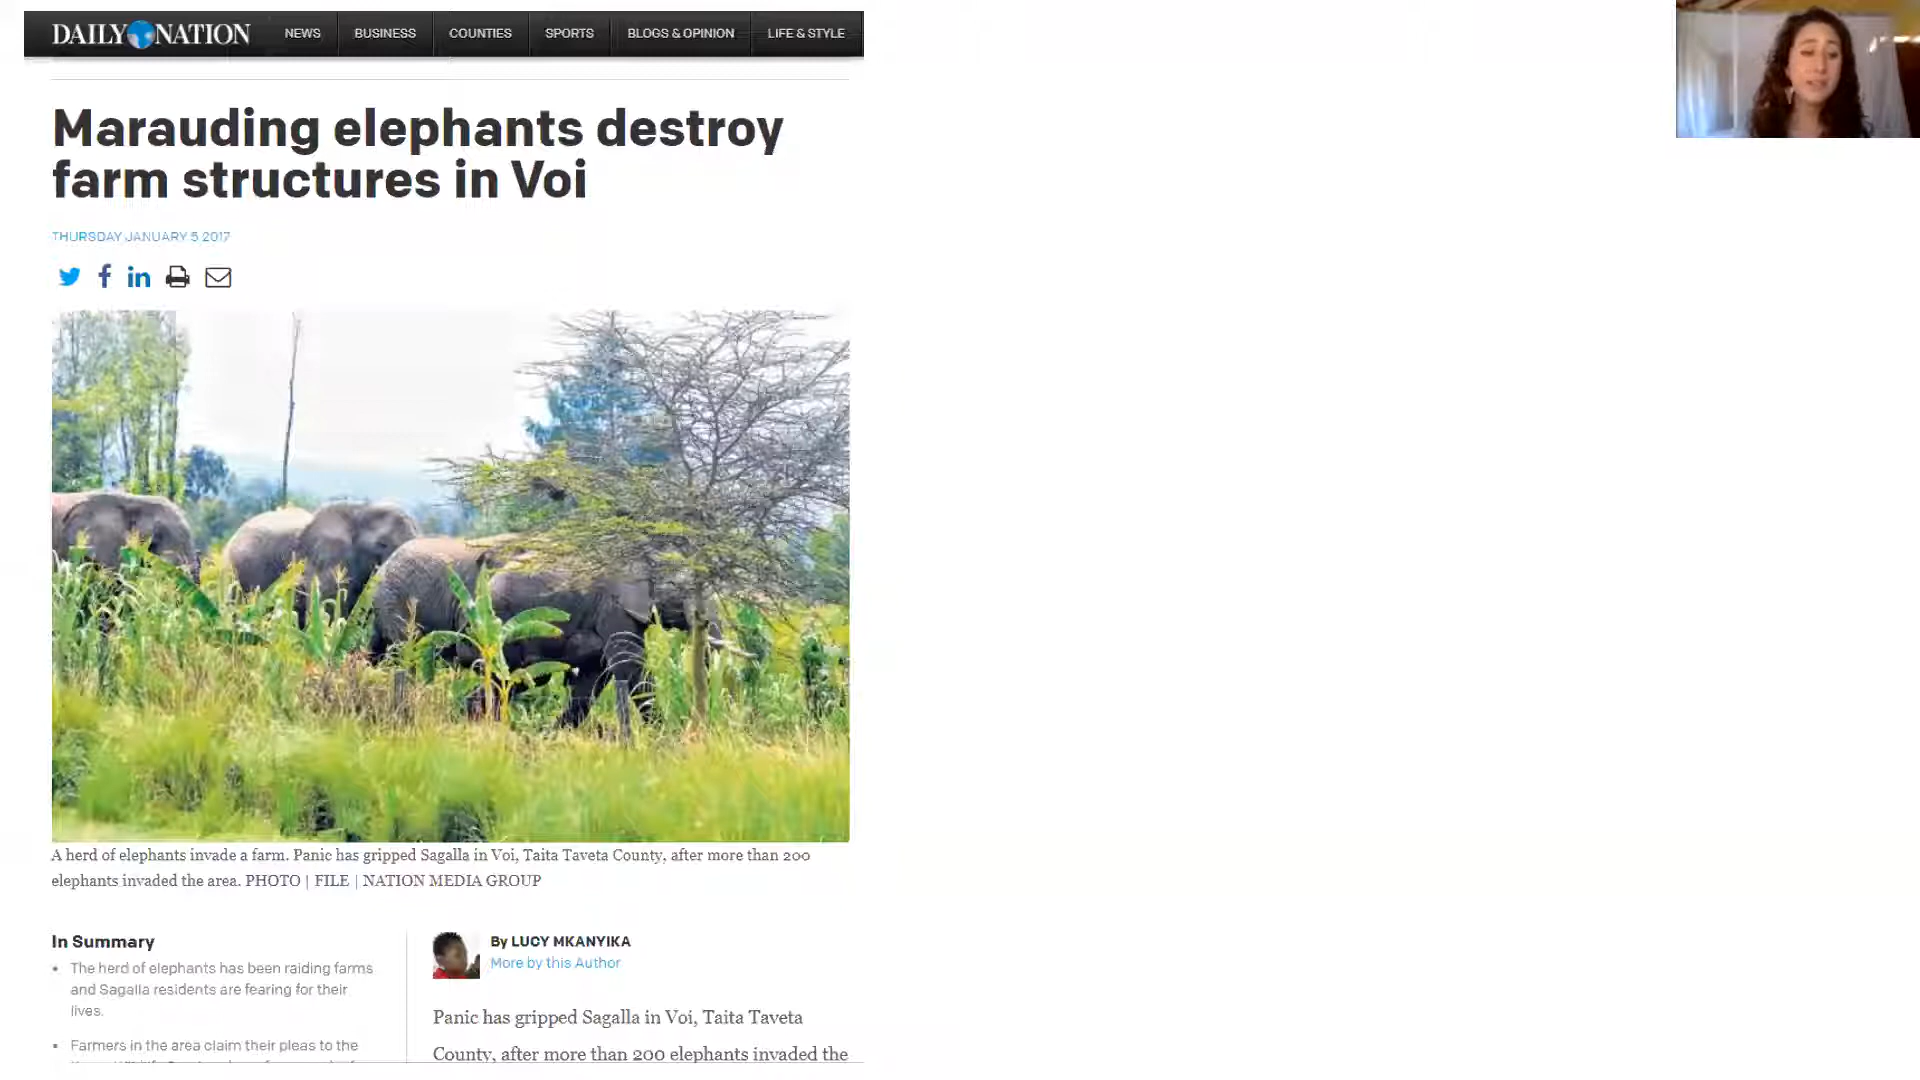 DAILY NATION NEWS BUSINESS COUNTIES SPORTS BLOGS & OPINION LIFE & STYLE
Marauding elephants destroy
farm structures in Voi
THURSDAY JANUARY 5 2017
A herd of elephants invade a farm. Panic has gripped Sagalla in Voi, Taita Taveta County, after more than 200
elephants invaded the area. PHOTO | FILE | NATION MEDIA GROUP
In Summary
• The herd of elephants has been raiding farms
and Sagalla residents are fearing for their
lives.
• Farmers in the area claim their pleas to the
By LUCY MKANYIKA
More by this Author
Panic has gripped Sagalla in Voi, Taita Taveta
County, after more than 200 elephants invaded the